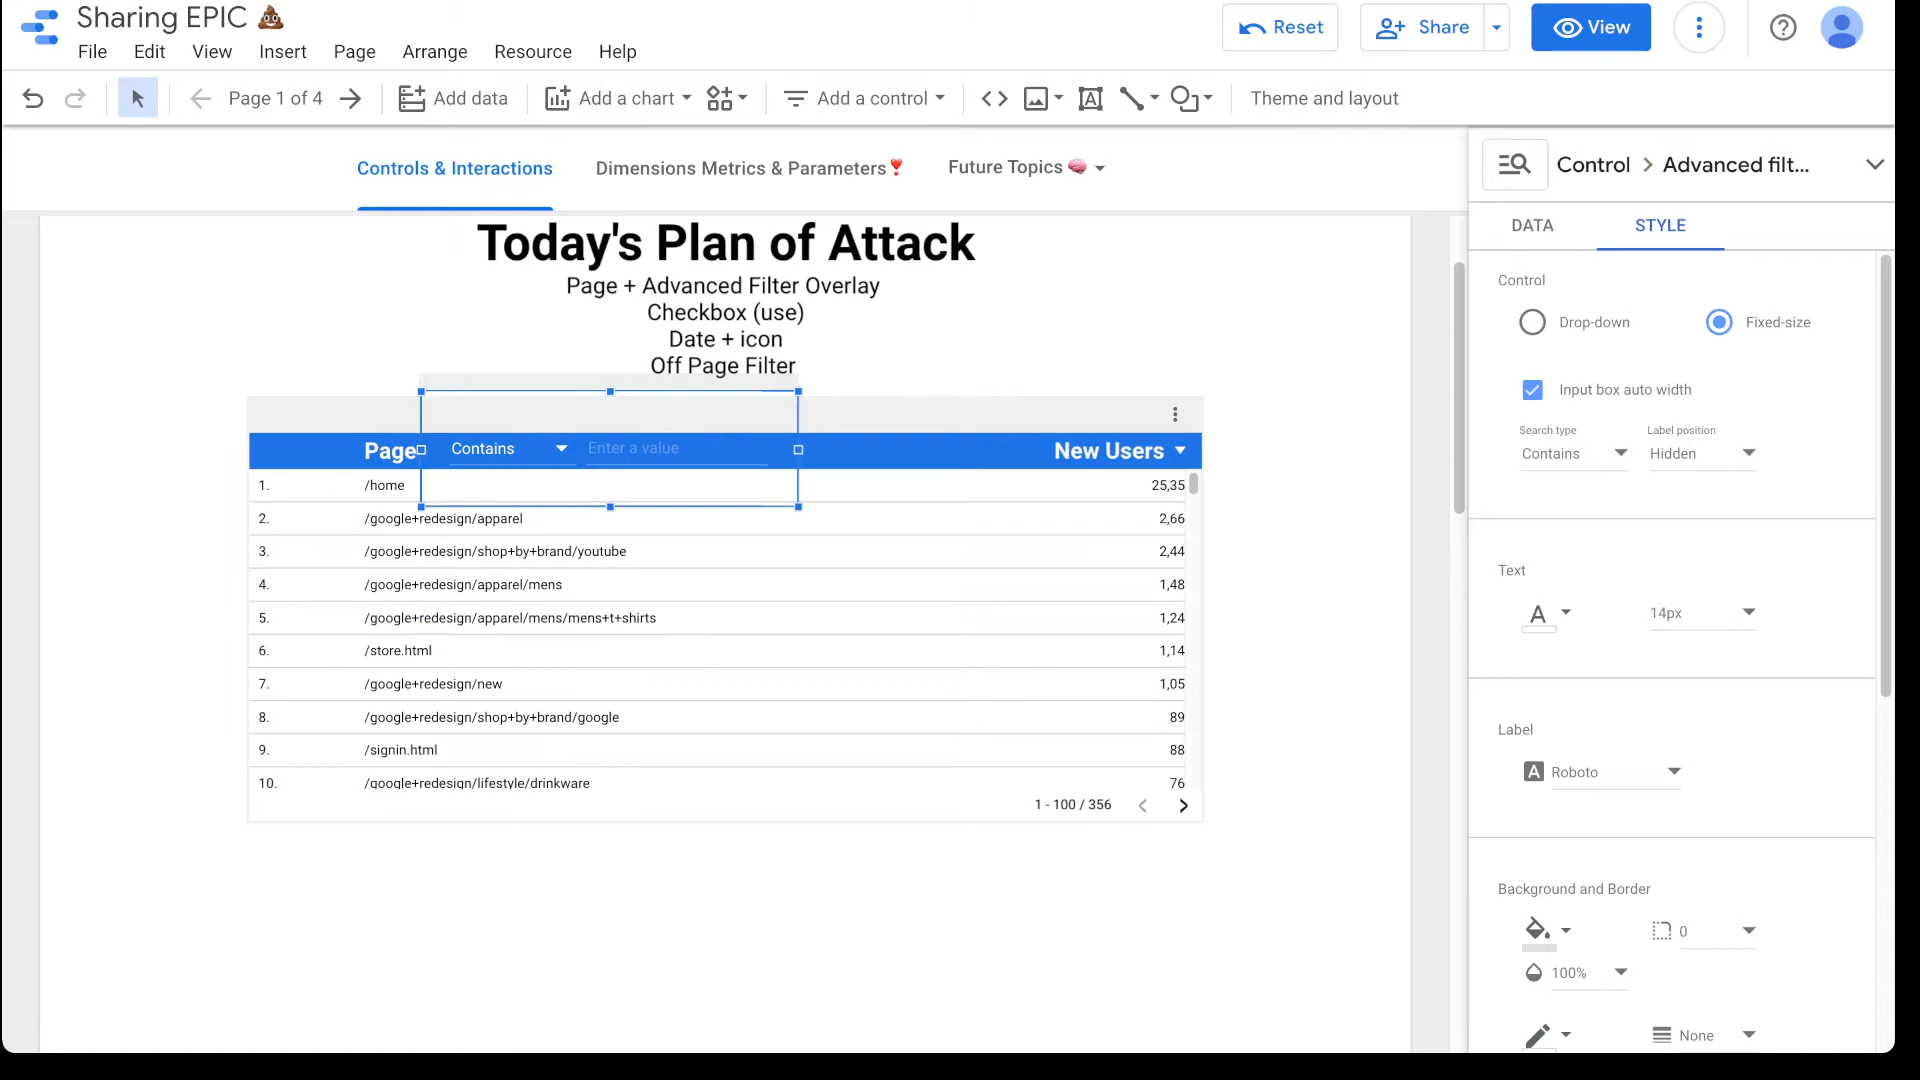 Sharing EPIC 💩
Reset
Share
View
File Edit View Insert Page Arrange Resource Help
Page 1 of 4
Add data
Add a chart
Add a control
Theme and layout
Controls & Interactions
Dimensions Metrics & Parameters❣️
Future Topics 🧠
Control > Advanced filt...
DATA
STYLE
Today's Plan of Attack
Page + Advanced Filter Overlay
Checkbox (use)
Date + icon
Off Page Filter
Page
Contains
Enter a value
New Users
1. /home 25,35
2. /google+redesign/apparel 2,66
3. /google+redesign/shop+by+brand/youtube 2,44
4. /google+redesign/apparel/mens 1,48
5. /google+redesign/apparel/mens/mens+t+shirts 1,24
6. /store.html 1,14
7. /google+redesign/new 1,05
8. /google+redesign/shop+by+brand/google 89
9. /signin.html 88
10. /google+redesign/lifestyle/drinkware 76
1 - 100 / 356
Control
Drop-down
Fixed-size
Input box auto width
Search type
Label position
Contains
Hidden
Text
A
14px
Label
A Roboto
Background and Border
0
100%
None